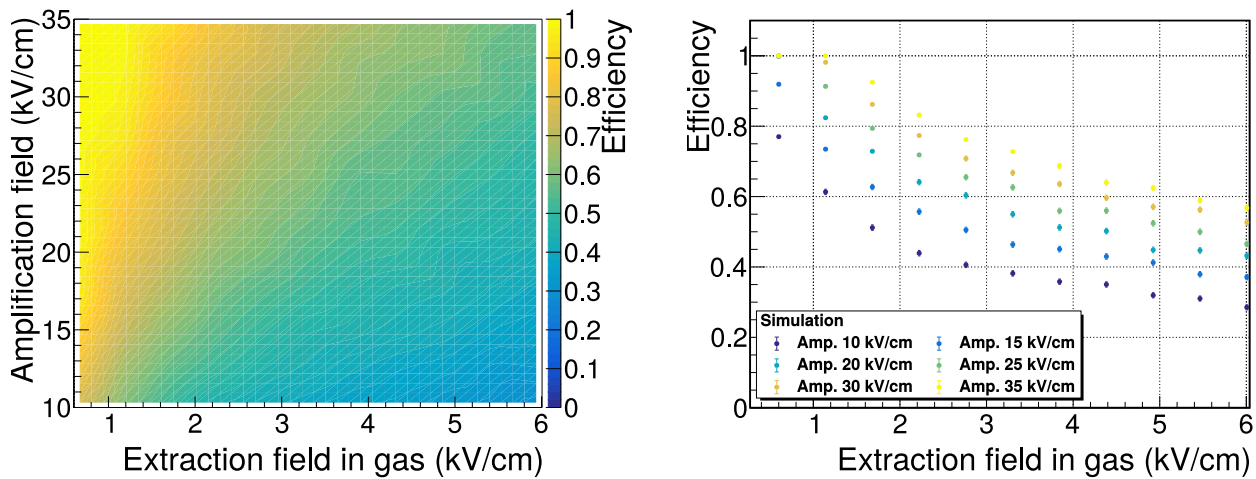 Amplification field (kV/cm)
35
30
25
20
15
10
1 2 3 4 5 6
Extraction field in gas (kV/cm)
1
0.9
0.8
0.7
0.6
0.5
0.4
0.3
0.2
0.1
0
Efficiency
Efficiency
1
0.8
0.6
0.4
0.2
0
Simulation
Amp. 10 kV/cm Amp. 15 kV/cm
Amp. 20 kV/cm Amp. 25 kV/cm
Amp. 30 kV/cm Amp. 35 kV/cm
1 2 3 4 5 6
Extraction field in gas (kV/cm)